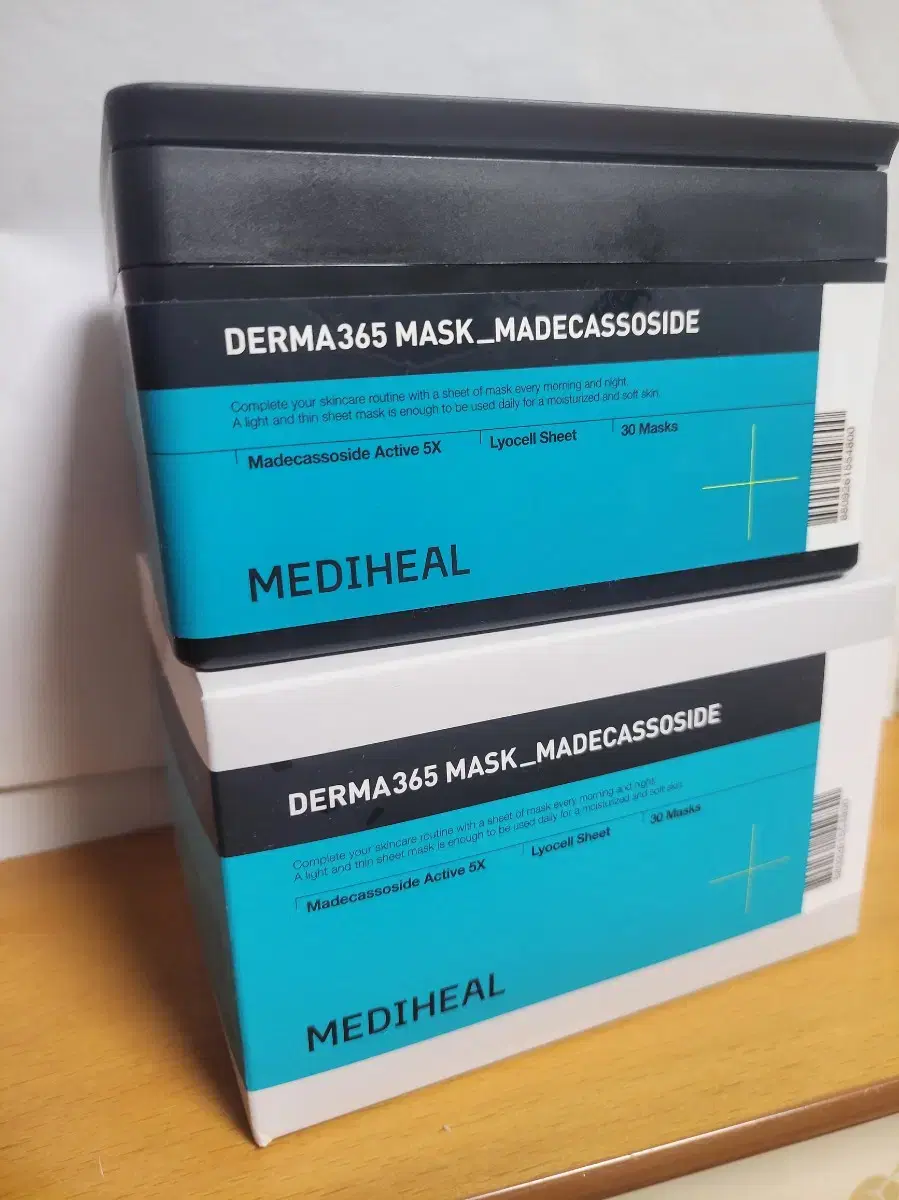 DERMA365 MASK_MADECASSOSIDE
Complete your skincare routine with a sheet of mask every morning and night.
A light and thin sheet mask is enough to be used daily for a moisturized and soft skin.
Madecassoside Active 5X
Lyocell Sheet
30 Masks
MEDIHEAL
DERMA365 MASK_MADECASSOSIDE
Complete your skincare routine with a sheet of mask every morning and night.
A light and thin sheet mask is enough to be used daily for a moisturized and soft skin.
Madecassoside Active 5X
Lyocell Sheet
30 Masks
MEDIHEAL